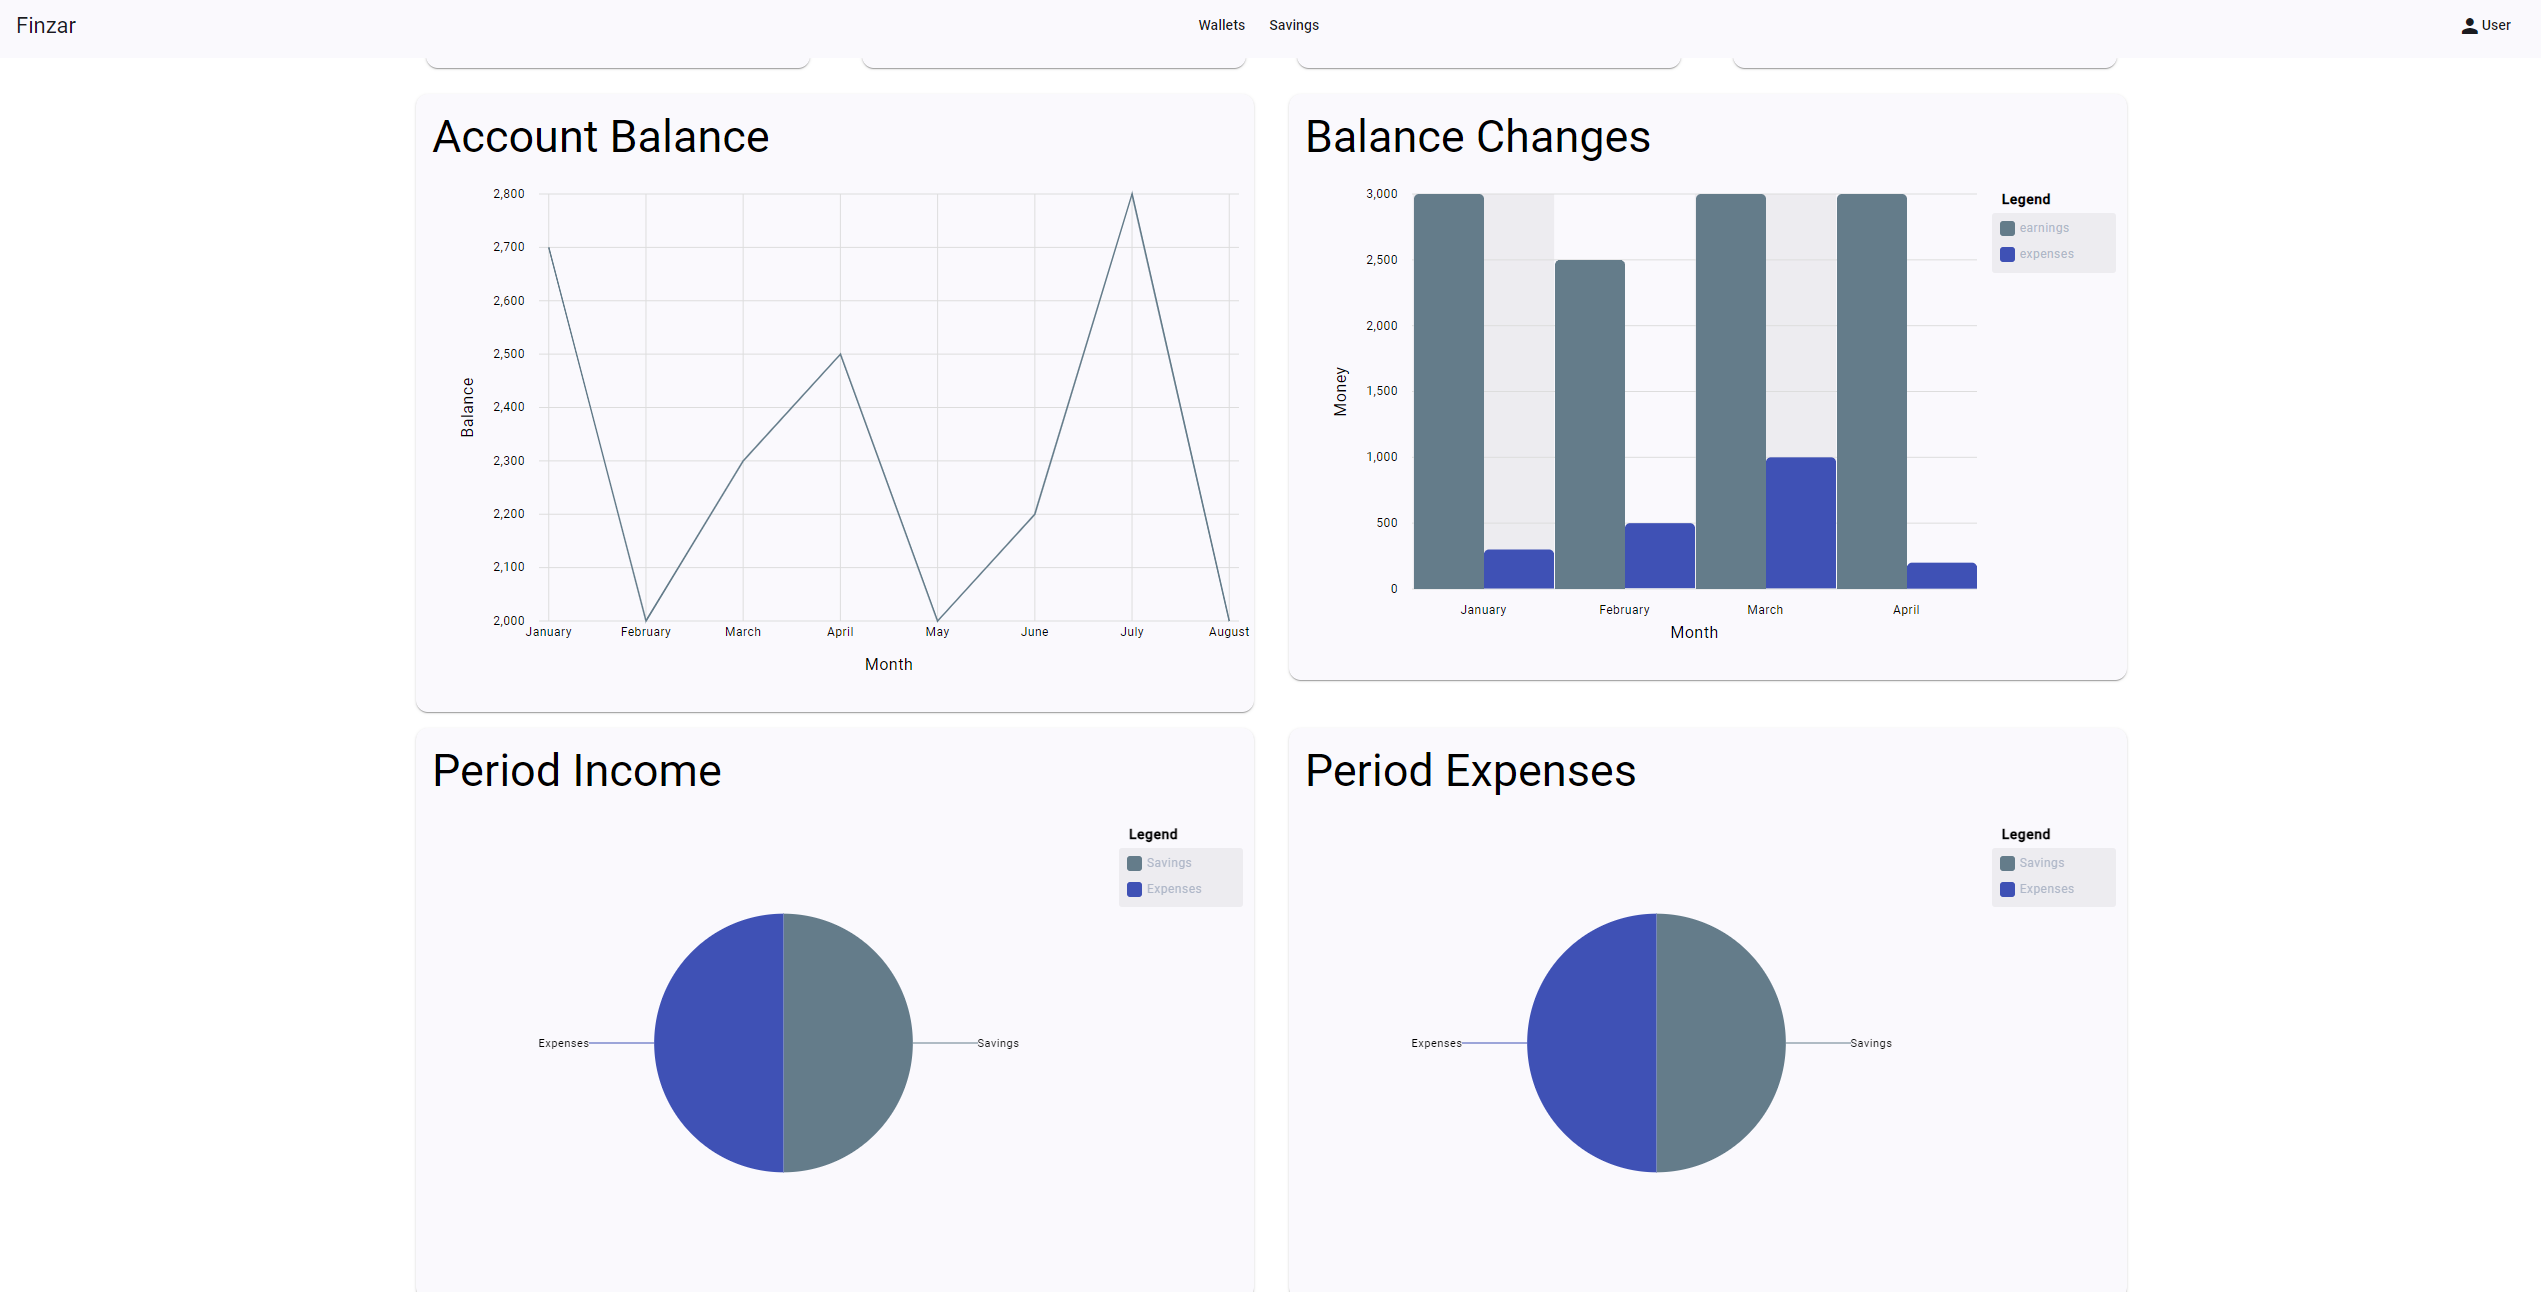 Finzar
Wallets
Savings
User
Account Balance
2,800
2,700
2,600
2,500
2,400
2,300
2,200
2,100
2,000
Balance
January
February
March
April
May
June
July
August
Month
Balance Changes
3,000
2,500
2,000
1,500
1,000
500
0
Money
January
February
March
April
Month
Legend
earnings
expenses
Period Income
Legend
Savings
Expenses
Expenses
Savings
Period Expenses
Legend
Savings
Expenses
Expenses
Savings